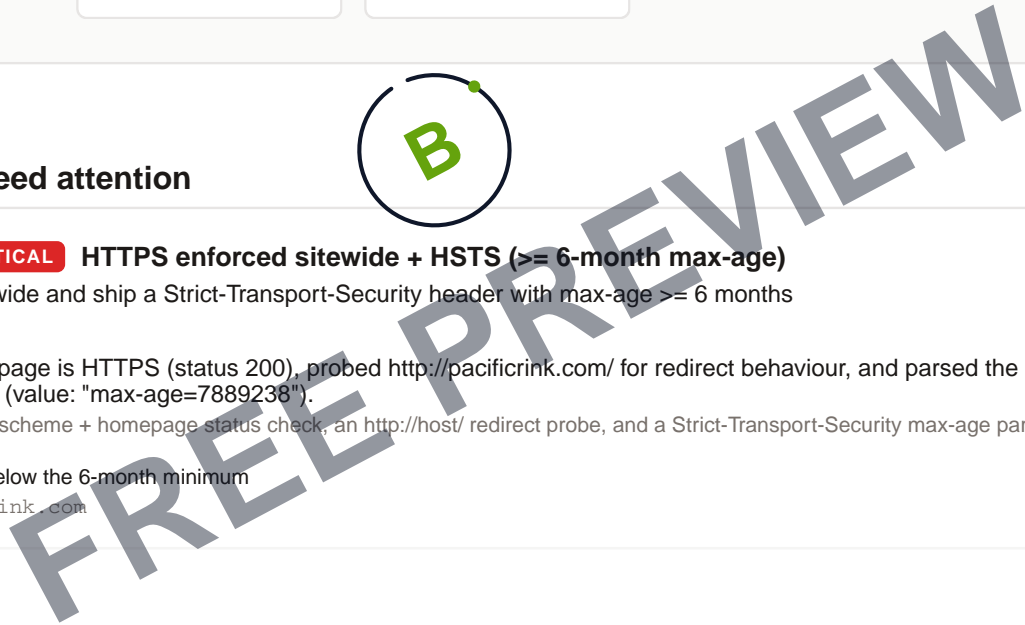 B
eed attention
TICAL HTTPS enforced sitewide + HSTS (>= 6-month max-age)
wide and ship a Strict-Transport-Security header with max-age >= 6 months
page is HTTPS (status 200), probed http://pacificrink.com/ for redirect behaviour, and parsed the
(value: "max-age=7889238").
scheme + homepage status check, an http://host/ redirect probe, and a Strict-Transport-Security max-age par
elow the 6-month minimum
ink.com
FREE PREVIEW